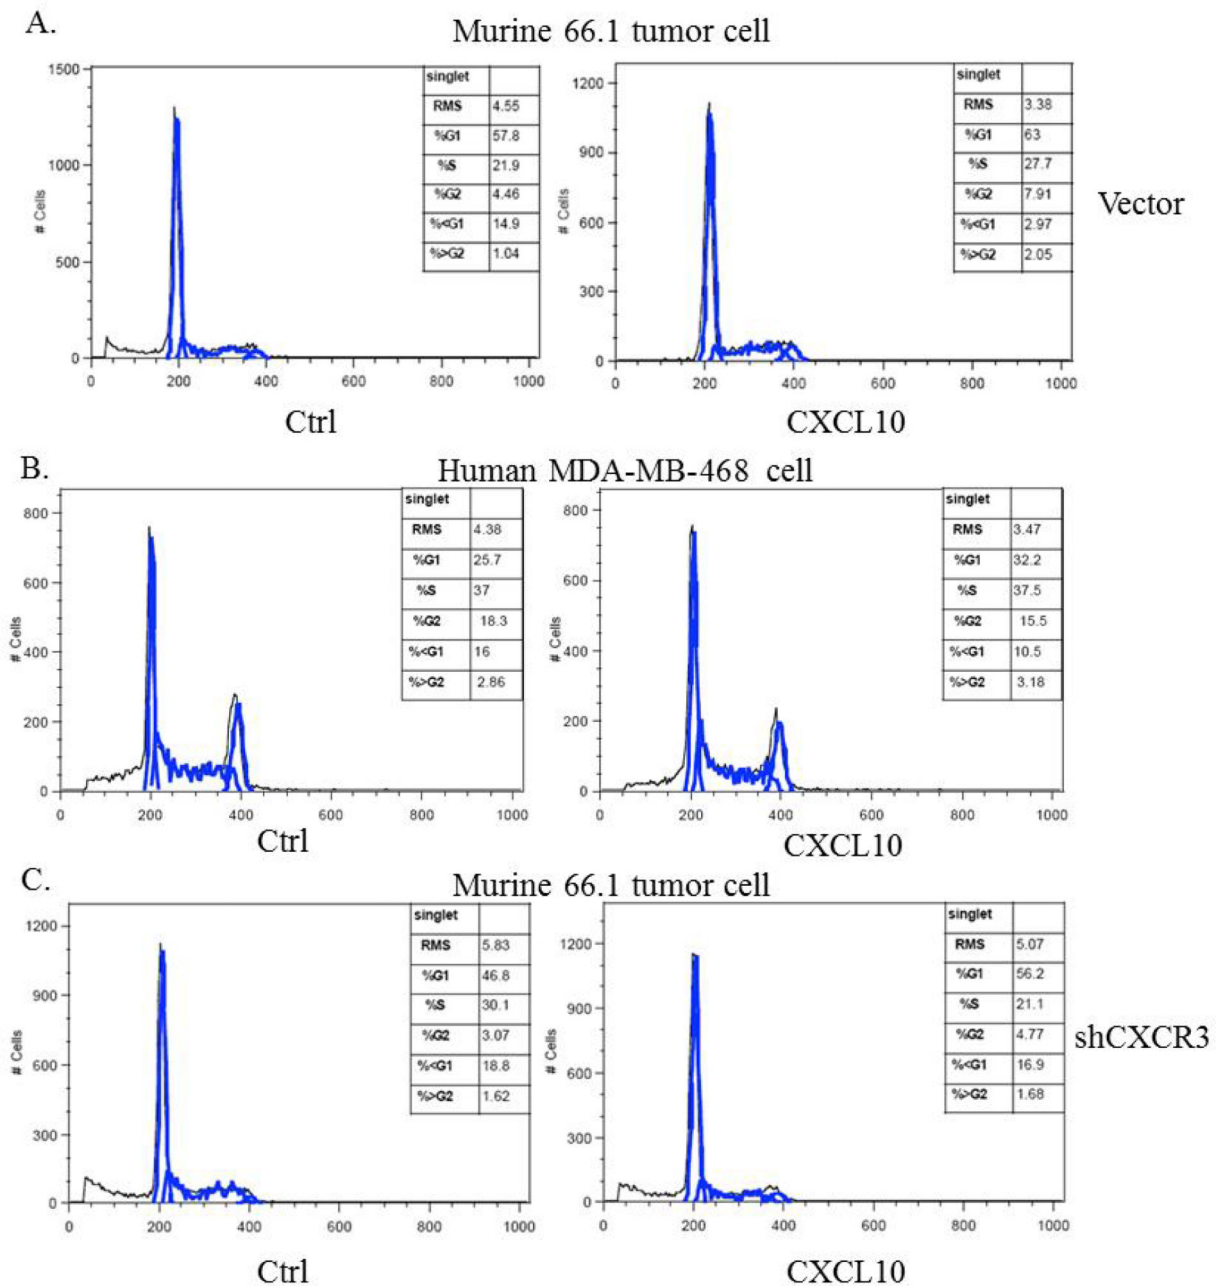 A.
Murine 66.1 tumor cell
1500
1000
500
0
# Cells
0 200 400 600 800 1000
singlet
RMS 4.55
%G1 57.8
%S 21.9
%G2 4.46
%<G1 14.9
%>G2 1.04
Ctrl
1200
900
600
300
0
# Cells
0 200 400 600 800 1000
singlet
RMS 3.38
%G1 63
%S 27.7
%G2 7.91
%<G1 2.97
%>G2 2.05
CXCL10
Vector
B.
Human MDA-MB-468 cell
800
600
400
200
0
# Cells
0 200 400 600 800 1000
singlet
RMS 4.38
%G1 25.7
%S 37
%G2 18.3
%<G1 16
%>G2 2.86
Ctrl
800
600
400
200
0
# Cells
0 200 400 600 800 1000
singlet
RMS 3.47
%G1 32.2
%S 37.5
%G2 15.5
%<G1 10.5
%>G2 3.18
CXCL10
C.
Murine 66.1 tumor cell
1200
900
600
300
0
# Cells
0 200 400 600 800 1000
singlet
RMS 5.83
%G1 46.8
%S 30.1
%G2 3.07
%<G1 18.8
%>G2 1.62
Ctrl
1200
900
600
300
0
# Cells
0 200 400 600 800 1000
singlet
RMS 5.07
%G1 56.2
%S 21.1
%G2 4.77
%<G1 16.9
%>G2 1.68
CXCL10
shCXCR3